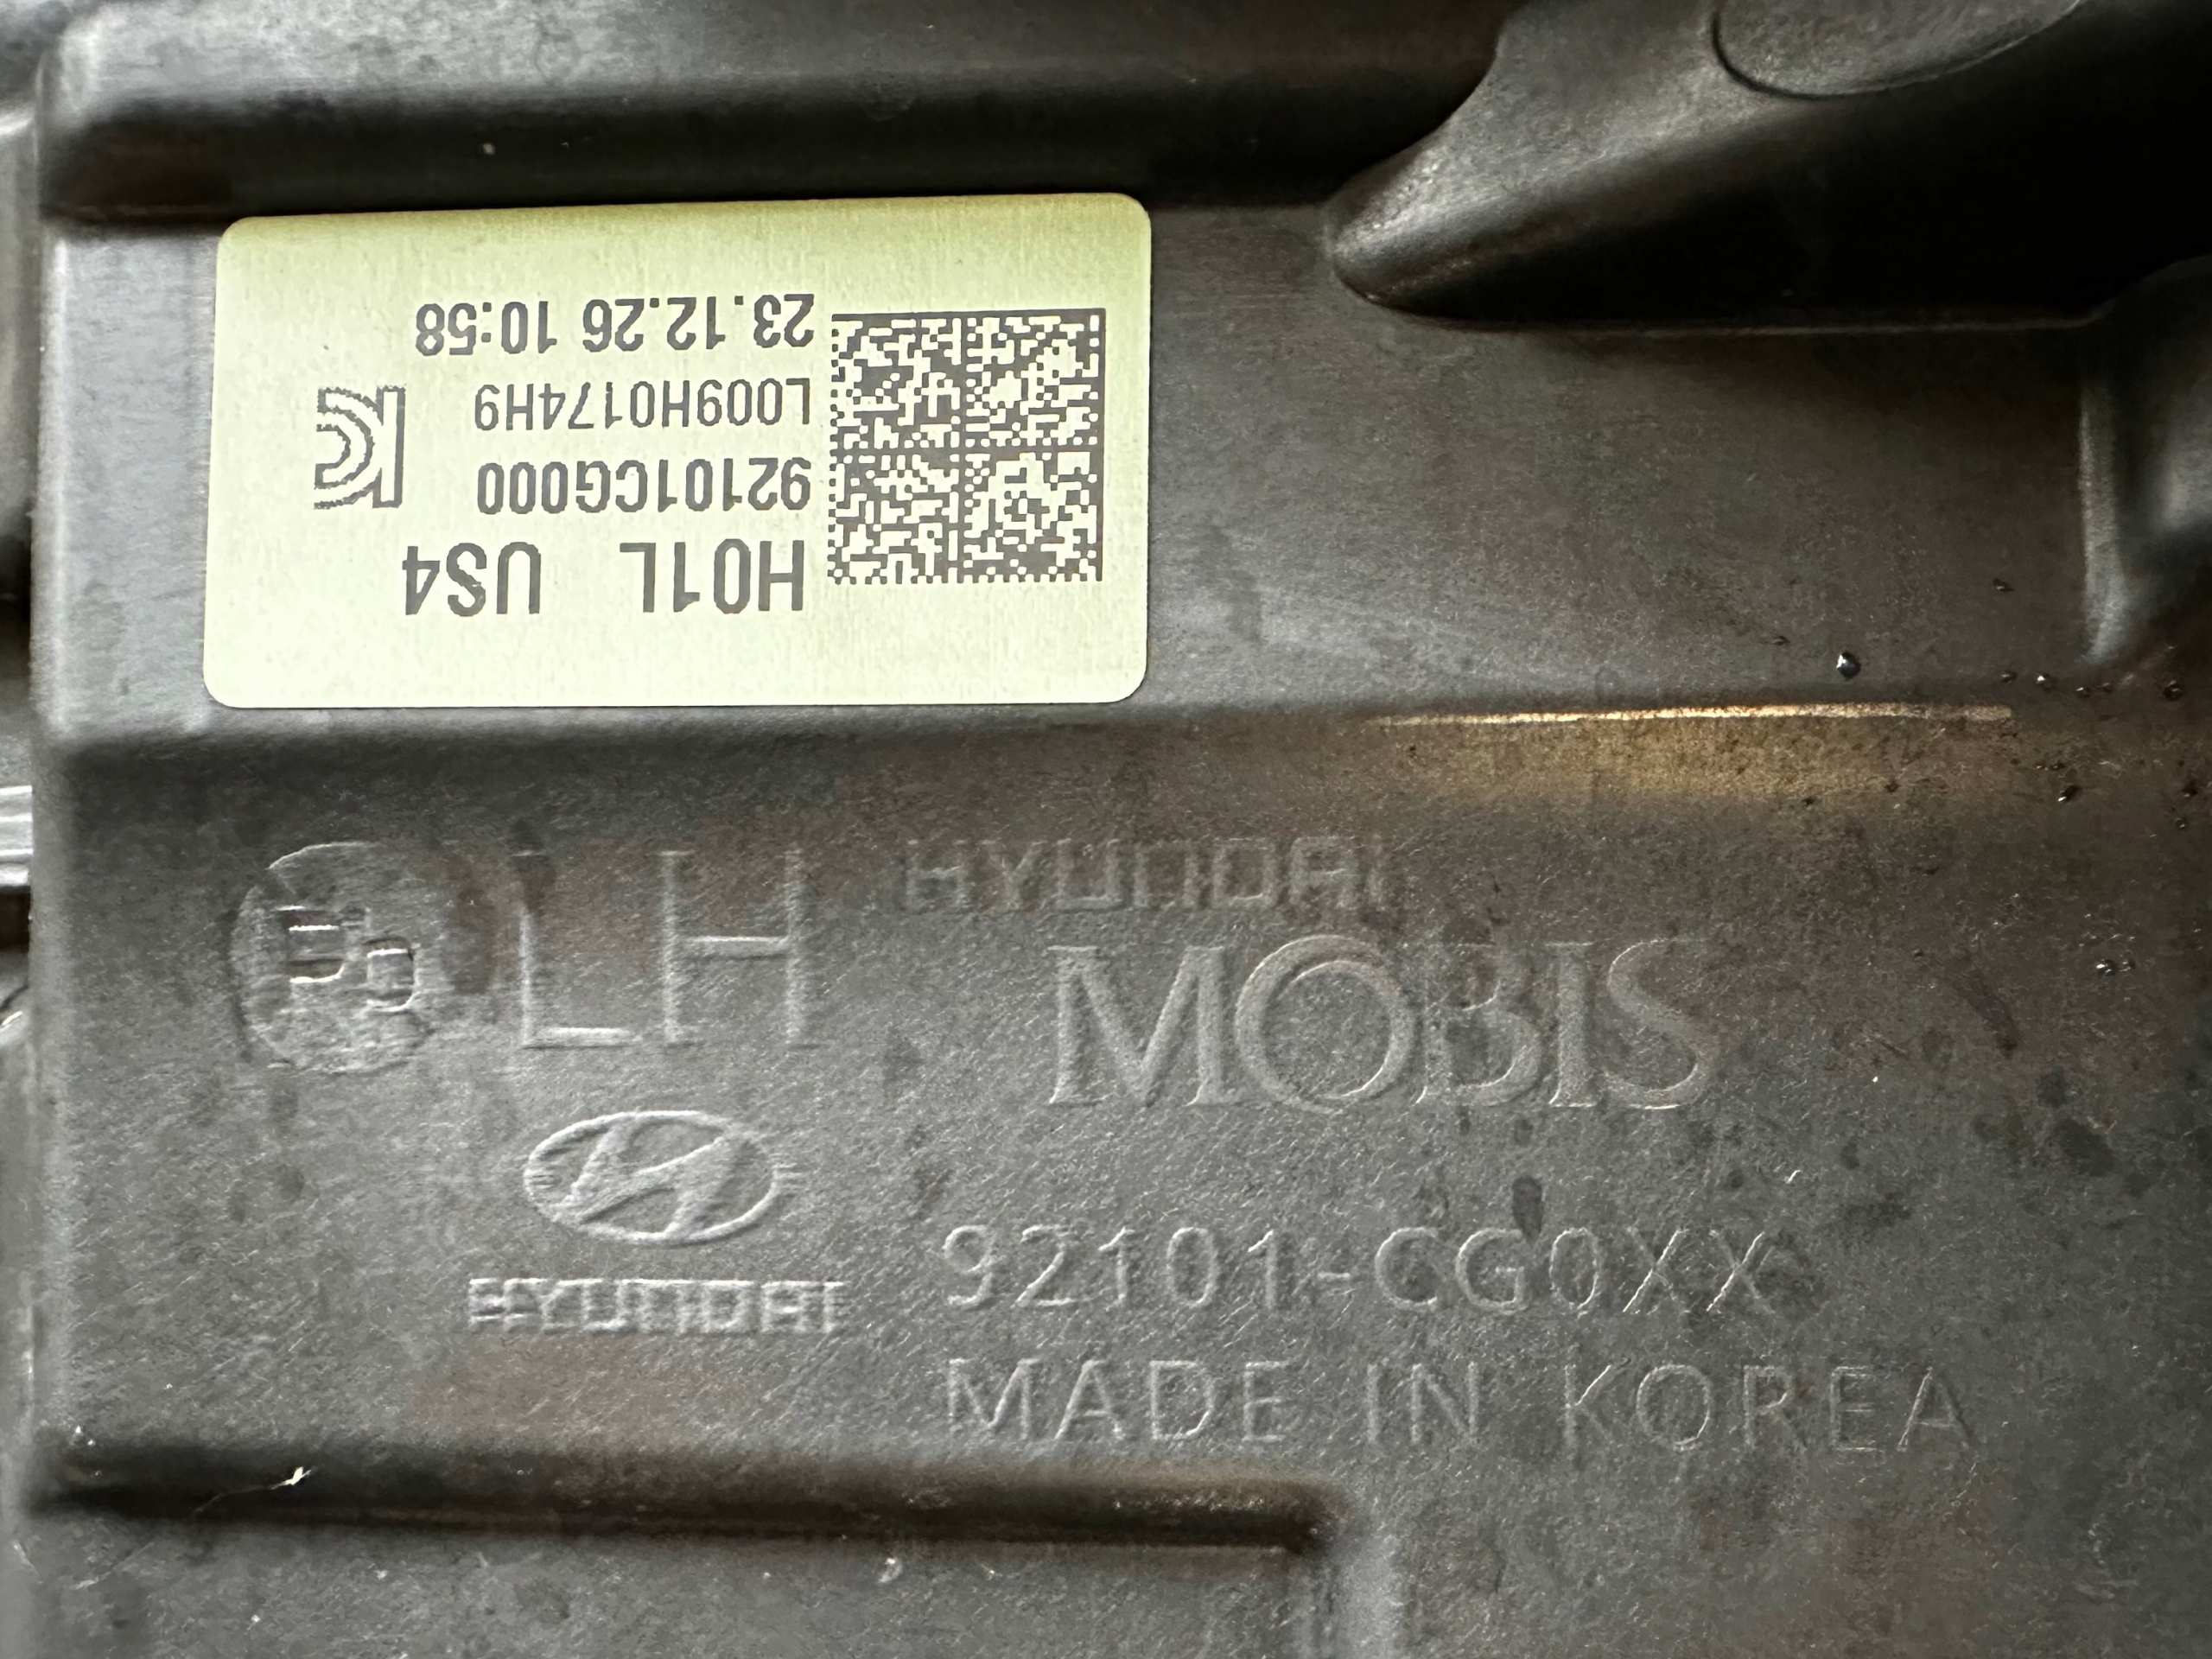 H01L US4
92101CG000
L009H0174H9
23.12.26 10:58
LH
HYUNDAI
MOBIS
HYUNDAI
92101-CG0XX
MADE IN KOREA